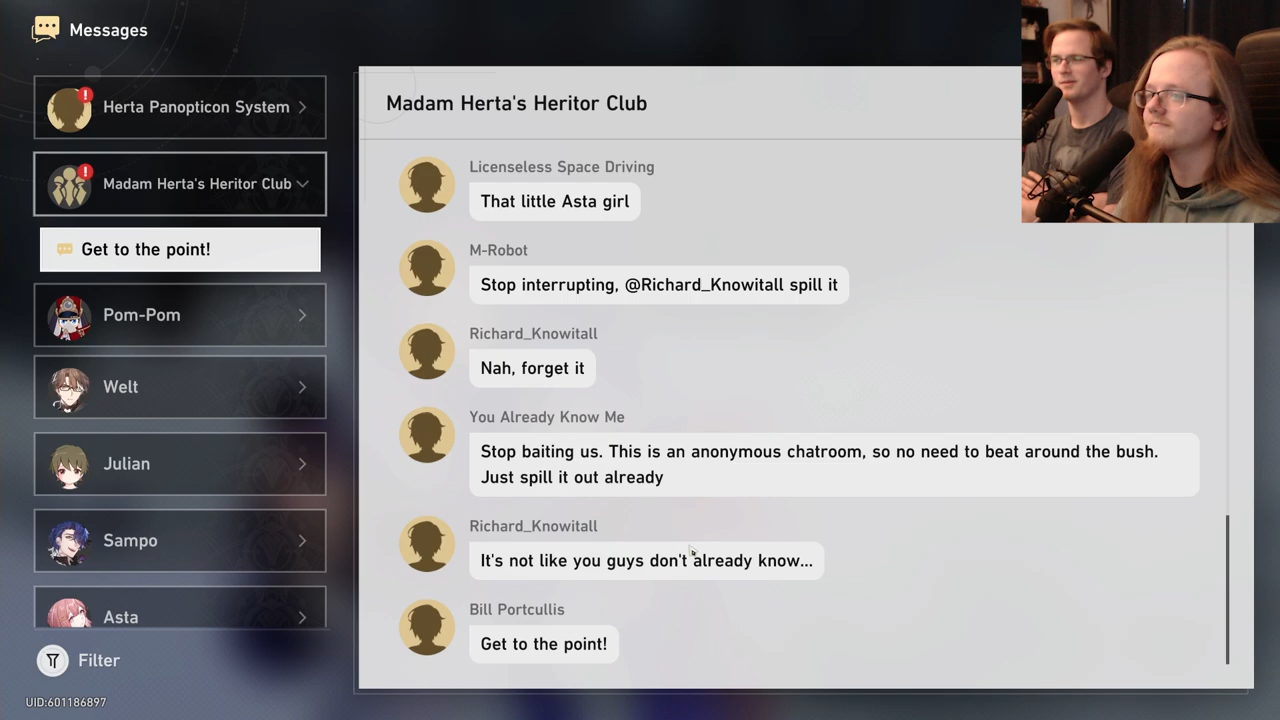 Messages
Herta Panopticon System
Madam Herta's Heritor Club
Get to the point!
Pom-Pom
Welt
Julian
Sampo
Asta
Filter
UID:601186897
Madam Herta's Heritor Club
Licenseless Space Driving
That little Asta girl
M-Robot
Stop interrupting, @Richard_Knowitall spill it
Richard_Knowitall
Nah, forget it
You Already Know Me
Stop baiting us. This is an anonymous chatroom, so no need to beat around the bush.
Just spill it out already
Richard_Knowitall
It's not like you guys don't already know...
Bill Portcullis
Get to the point!